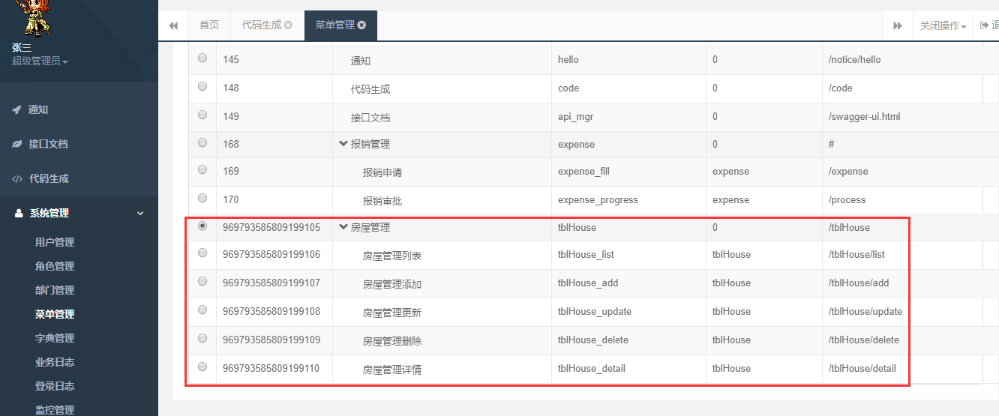 首页 代码生成 菜单管理 关闭操作 退
张三
超级管理员
通知
接口文档
代码生成
系统管理
用户管理
角色管理
部门管理
菜单管理
字典管理
业务日志
登录日志
监控管理
145 通知 hello 0 /notice/hello
148 代码生成 code 0 /code
149 接口文档 api_mgr 0 /swagger-ui.html
168 报销管理 expense 0 #
169 报销申请 expense_fill expense /expense
170 报销审批 expense_progress expense /process
969793585809199105 房屋管理 tblHouse 0 /tblHouse
969793585809199106 房屋管理列表 tblHouse_list tblHouse /tblHouse/list
969793585809199107 房屋管理添加 tblHouse_add tblHouse /tblHouse/add
969793585809199108 房屋管理更新 tblHouse_update tblHouse /tblHouse/update
969793585809199109 房屋管理删除 tblHouse_delete tblHouse /tblHouse/delete
969793585809199110 房屋管理详情 tblHouse_detail tblHouse /tblHouse/detail